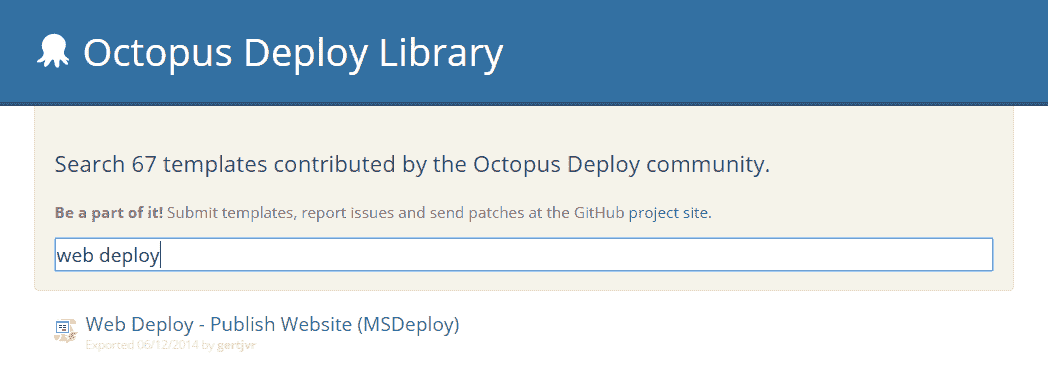 Octopus Deploy Library
Search 67 templates contributed by the Octopus Deploy community.
Be a part of it! Submit templates, report issues and send patches at the GitHub project site.
web deploy
Web Deploy - Publish Website (MSDeploy)
Exported 06/12/2014 by gertjvr